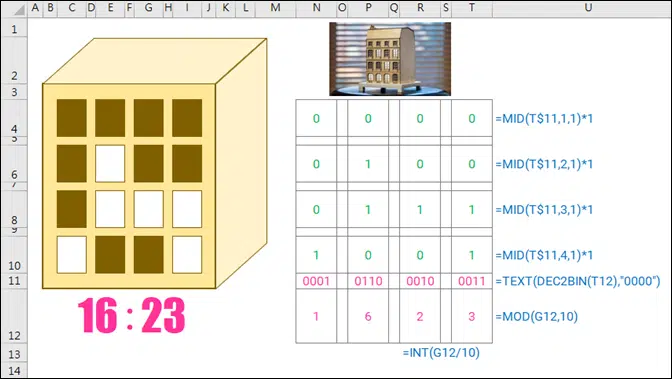 A B C D E F G H I J K L M N O P Q R S T U
1
2
3
4 0 0 0 0 =MID(T$11,1,1)*1
5
6 0 1 0 0 =MID(T$11,2,1)*1
7
8 0 1 1 1 =MID(T$11,3,1)*1
9
10 1 0 0 1 =MID(T$11,4,1)*1
11 0001 0110 0010 0011 =TEXT(DEC2BIN(T12),"0000")
12 16 : 23 1 6 2 3 =MOD(G12,10)
13 =INT(G12/10)
14